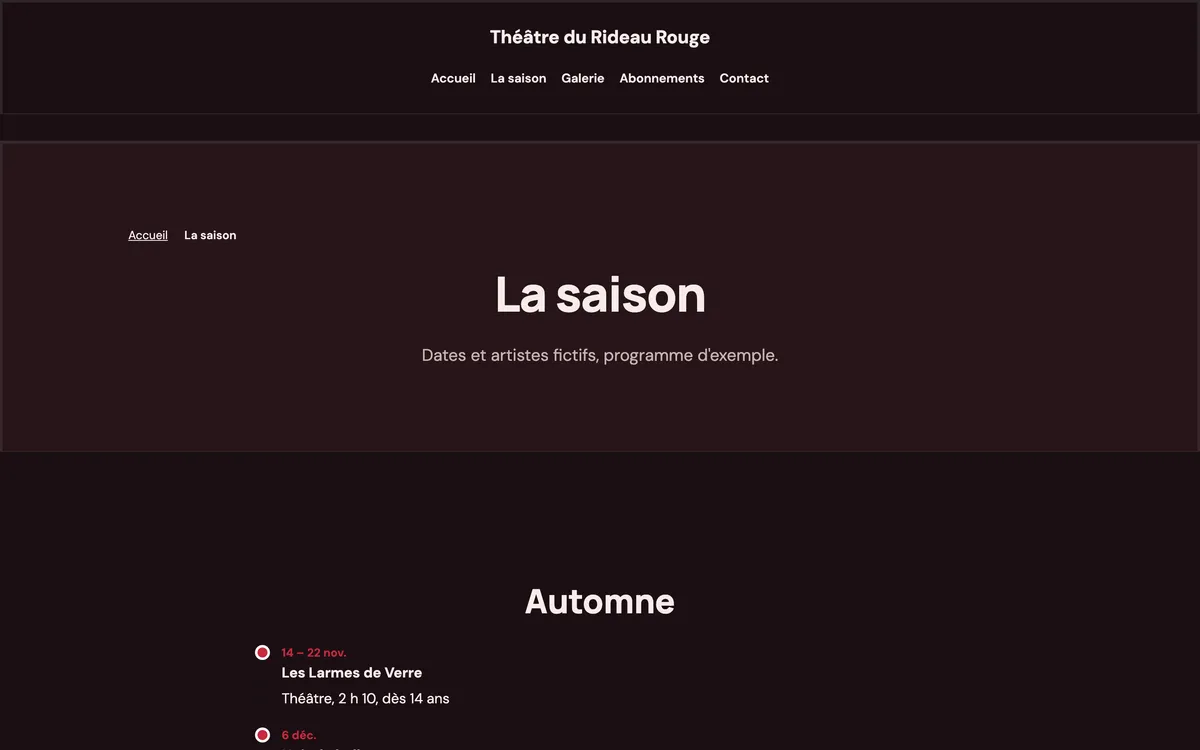 Théâtre du Rideau Rouge
Accueil La saison Galerie Abonnements Contact
Accueil La saison
La saison
Dates et artistes fictifs, programme d'exemple.
Automne
14 – 22 nov.
Les Larmes de Verre
Théâtre, 2 h 10, dès 14 ans
6 déc.